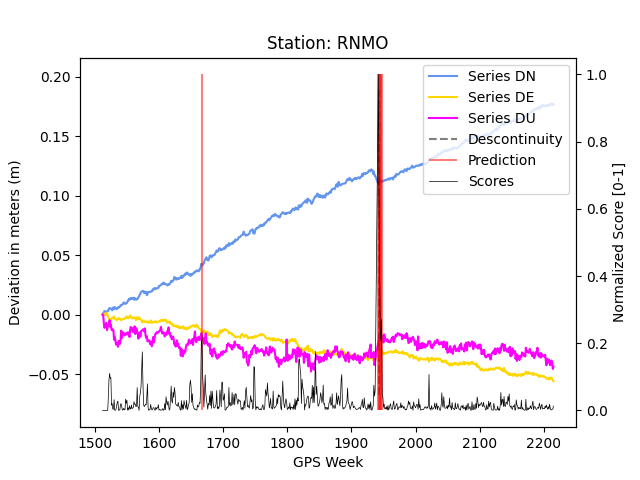 Station: RNMO
0.20
0.15
0.10
0.05
0.00
−0.05
Deviation in meters (m)
1500 1600 1700 1800 1900 2000 2100 2200
GPS Week
1.0
0.8
0.6
0.4
0.2
0.0
Normalized Score [0-1]
Series DN
Series DE
Series DU
Descontinuity
Prediction
Scores